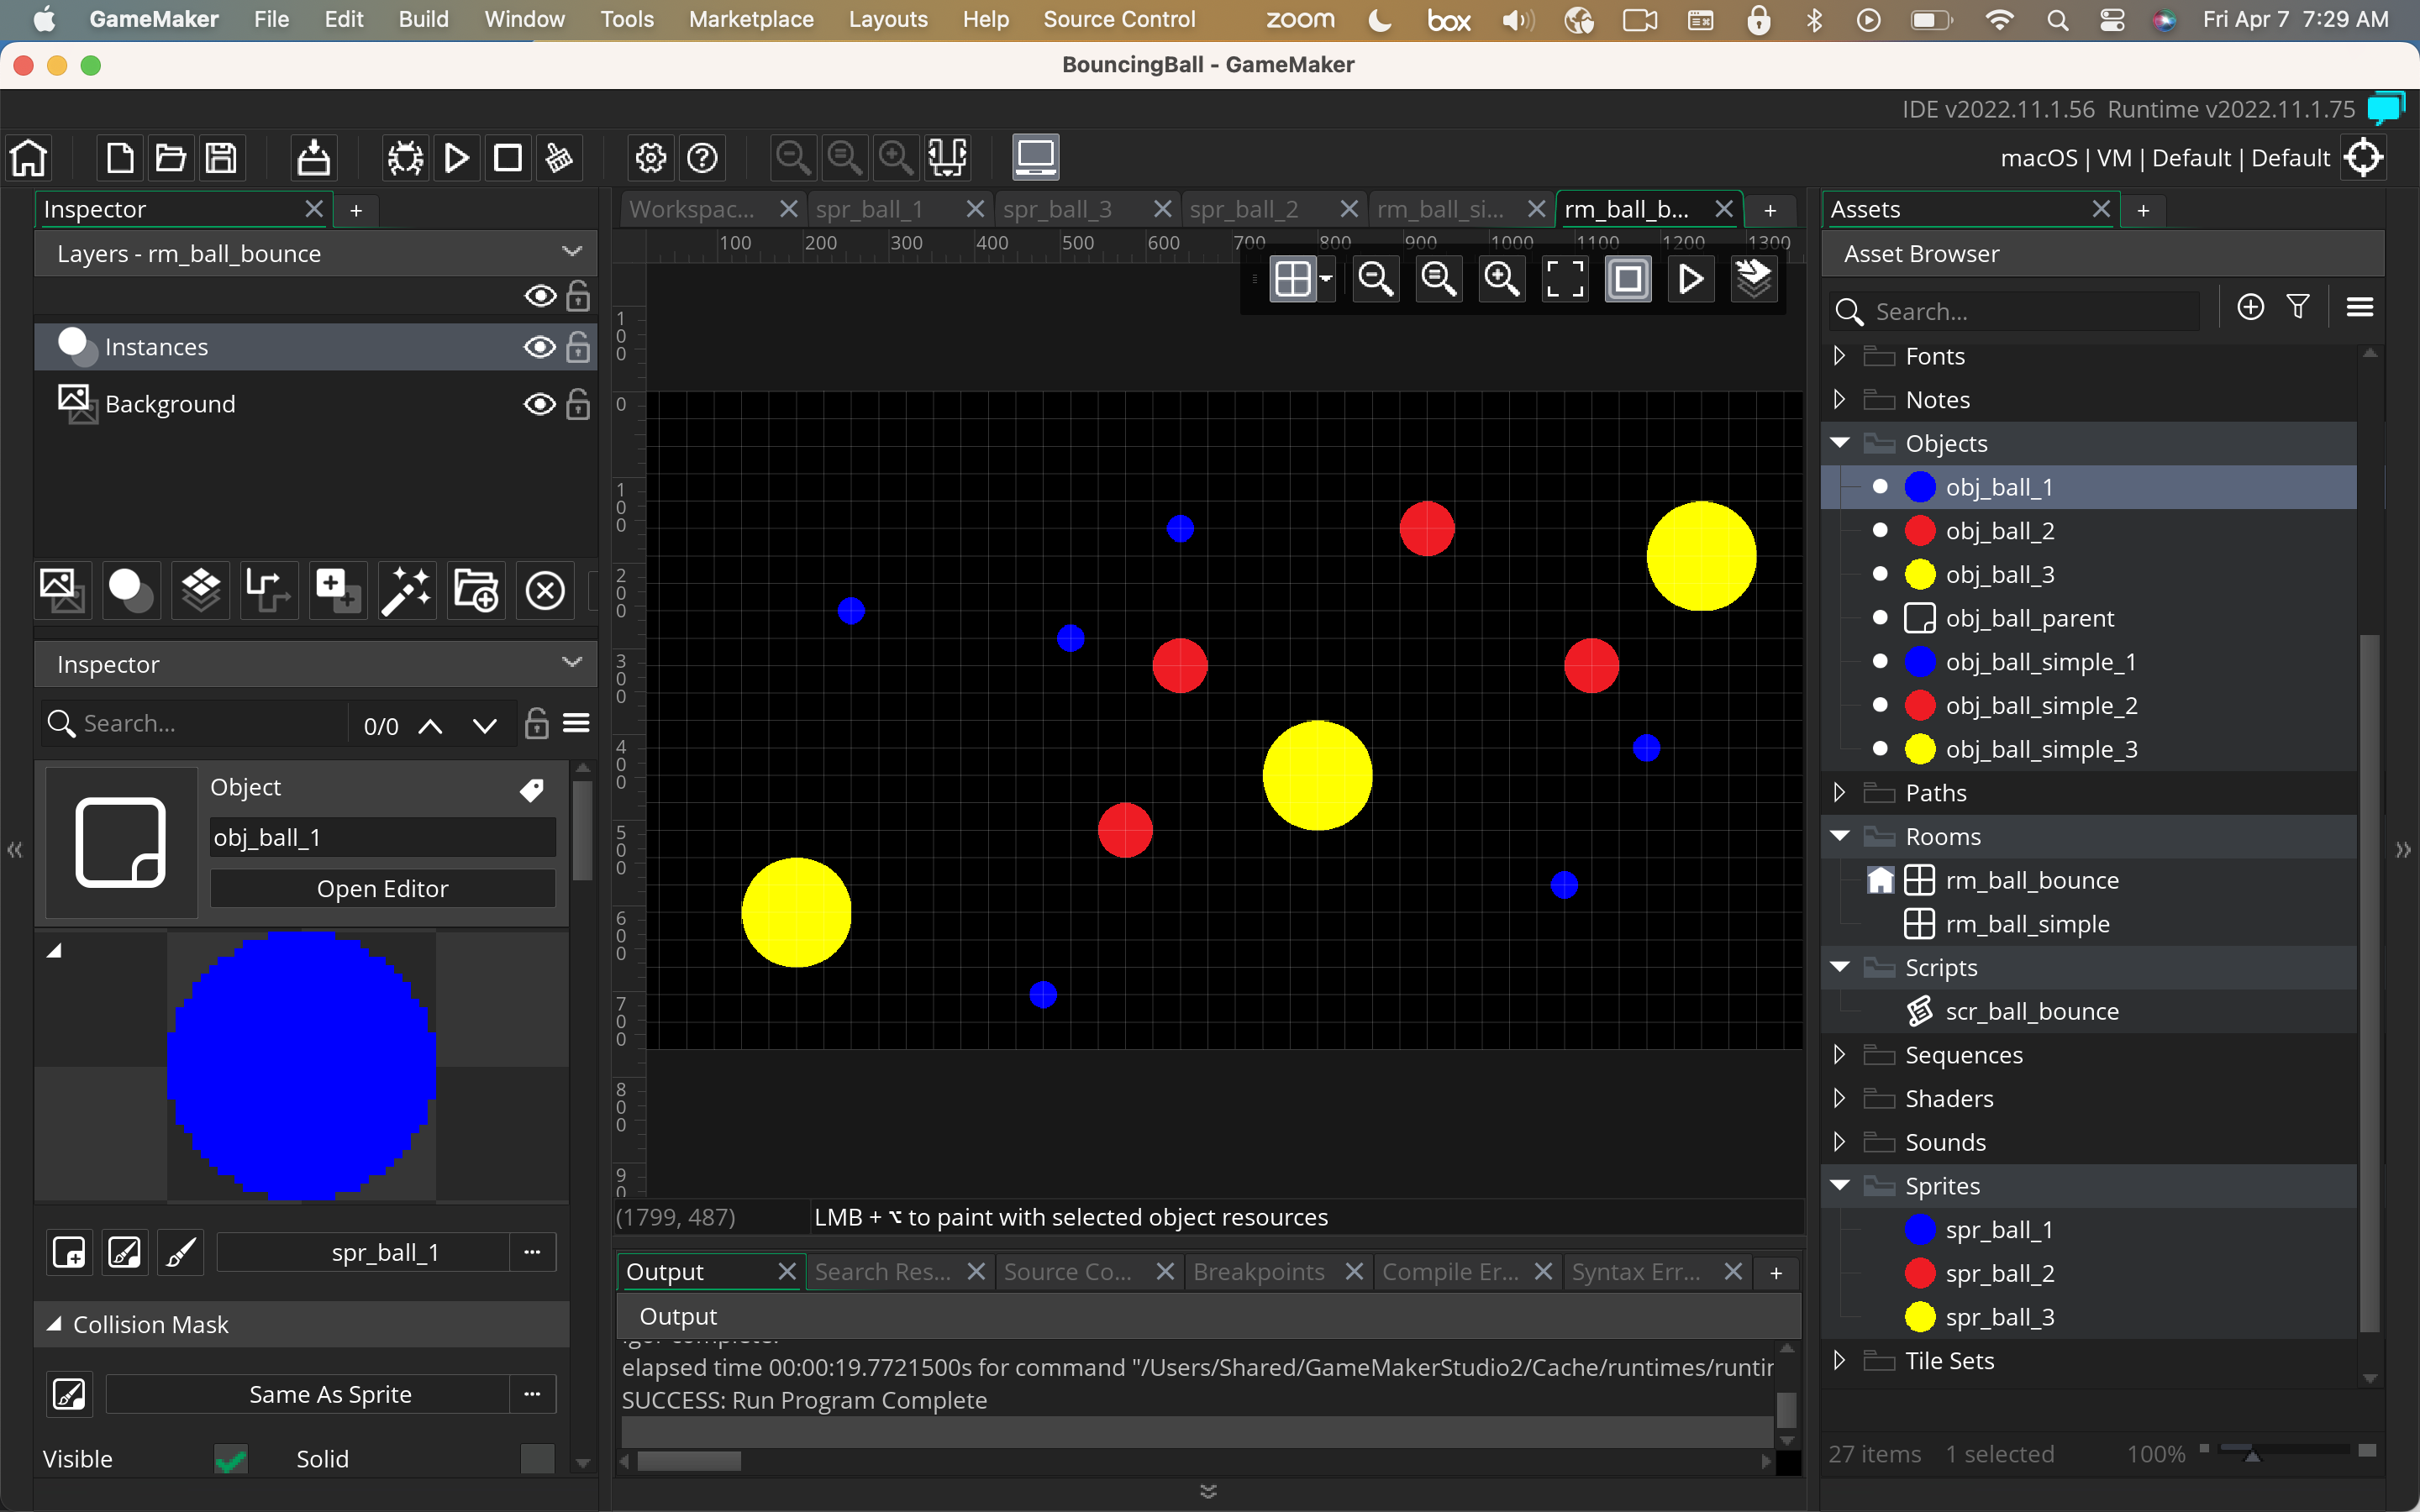 GameMaker File Edit Build Window Tools Marketplace Layouts Help Source Control zoom box Fri Apr 7 7:29 AM
BouncingBall - GameMaker
IDE v2022.11.1.56 Runtime v2022.11.1.75
macOS | VM | Default | Default
Inspector
+
Layers - rm_ball_bounce
Instances
Background
Inspector
Search...
0/0
Object
obj_ball_1
Open Editor
spr_ball_1
...
Collision Mask
Same As Sprite
...
Visible
Solid
Workspac... spr_ball_1 spr_ball_3 spr_ball_2 rm_ball_si... rm_ball_b... +
100 200 300 400 500 600 700 800 900 1000 1100 1200 1300
100
0
100
200
300
400
500
600
700
800
90
(1799, 487)
LMB + ⌥ to paint with selected object resources
Output Search Res... Source Co... Breakpoints Compile Er... Syntax Err... +
Output
Igor complete.
elapsed time 00:00:19.7721500s for command "/Users/Shared/GameMakerStudio2/Cache/runtimes/runtir
SUCCESS: Run Program Complete
Assets
+
Asset Browser
Search...
Fonts
Notes
Objects
obj_ball_1
obj_ball_2
obj_ball_3
obj_ball_parent
obj_ball_simple_1
obj_ball_simple_2
obj_ball_simple_3
Paths
Rooms
rm_ball_bounce
rm_ball_simple
Scripts
scr_ball_bounce
Sequences
Shaders
Sounds
Sprites
spr_ball_1
spr_ball_2
spr_ball_3
Tile Sets
27 items 1 selected 100%